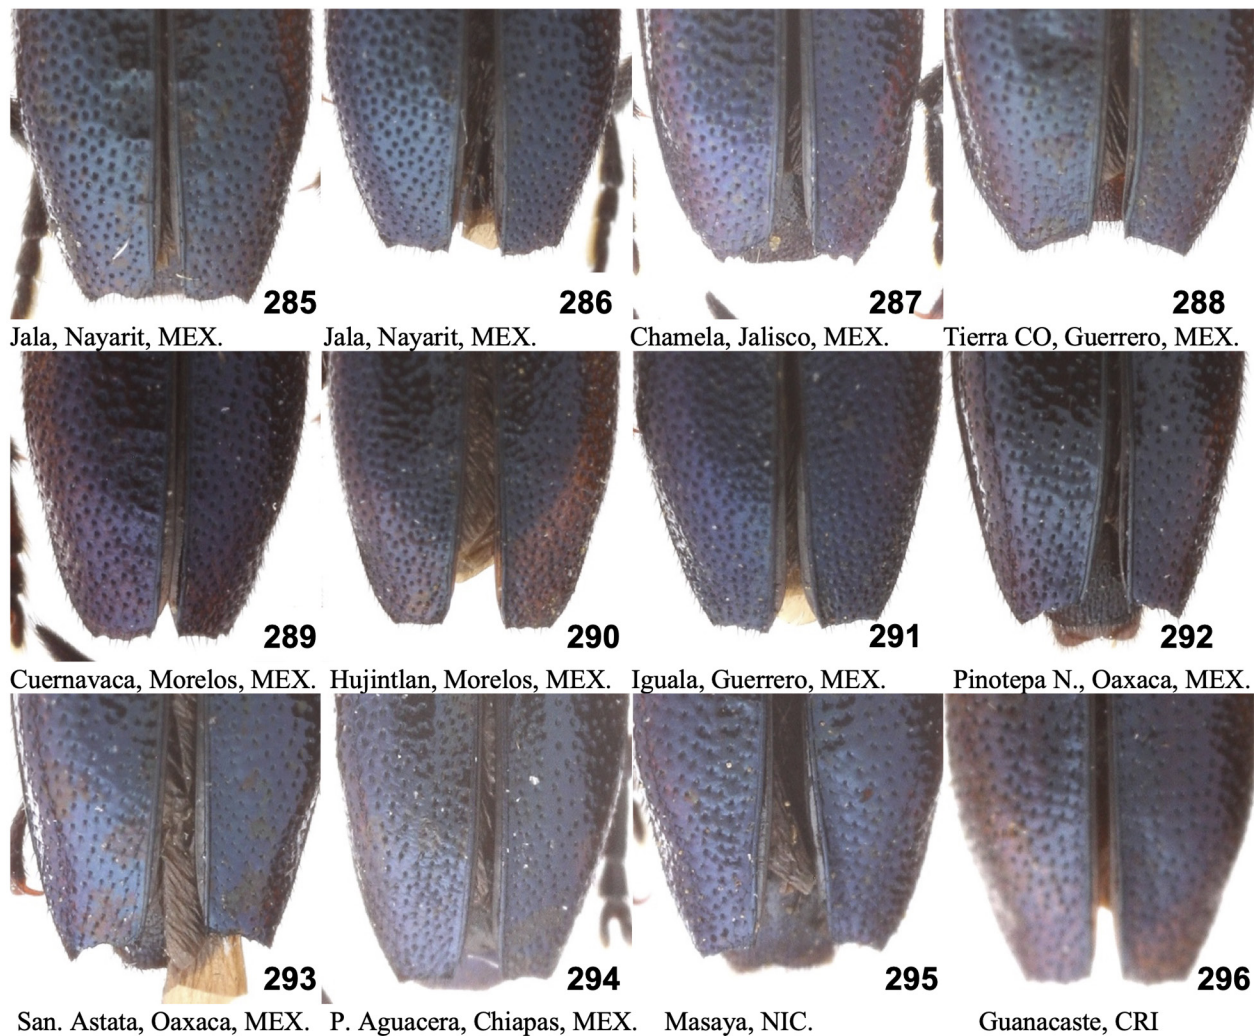 285 286 287 288
Jala, Nayarit, MEX. Jala, Nayarit, MEX. Chamela, Jalisco, MEX. Tierra CO, Guerrero, MEX.
289 290 291 292
Cuernavaca, Morelos, MEX. Hujintlan, Morelos, MEX. Iguala, Guerrero, MEX. Pinotepa N., Oaxaca, MEX.
293 294 295 296
San. Astata, Oaxaca, MEX. P. Aguacera, Chiapas, MEX. Masaya, NIC. Guanacaste, CRI